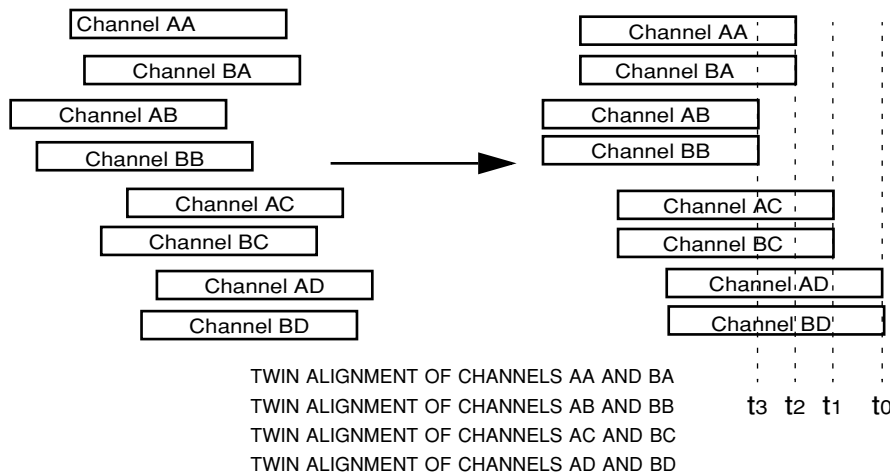 Channel AA
Channel BA
Channel AB
Channel BB
Channel AC
Channel BC
Channel AD
Channel BD
Channel AA
Channel BA
Channel AB
Channel BB
Channel AC
Channel BC
Channel AD
Channel BD
t3 t2 t1 t0
TWIN ALIGNMENT OF CHANNELS AA AND BA
TWIN ALIGNMENT OF CHANNELS AB AND BB
TWIN ALIGNMENT OF CHANNELS AC AND BC
TWIN ALIGNMENT OF CHANNELS AD AND BD